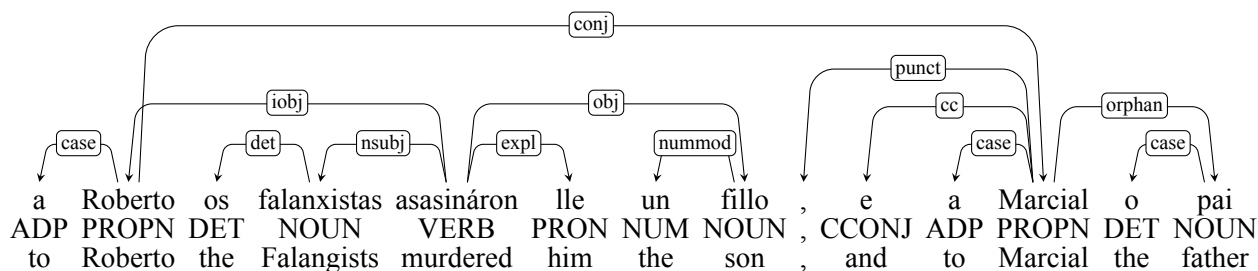 conj
punct
iobj obj cc orphan
case det nsubj expl nummod case case
a Roberto os falanxistas asasináron lle un fillo , e a Marcial o pai
ADP PROPN DET NOUN VERB PRON NUM NOUN , CCONJ ADP PROPN DET NOUN
to Roberto the Falangists murdered him the son , and to Marcial the father